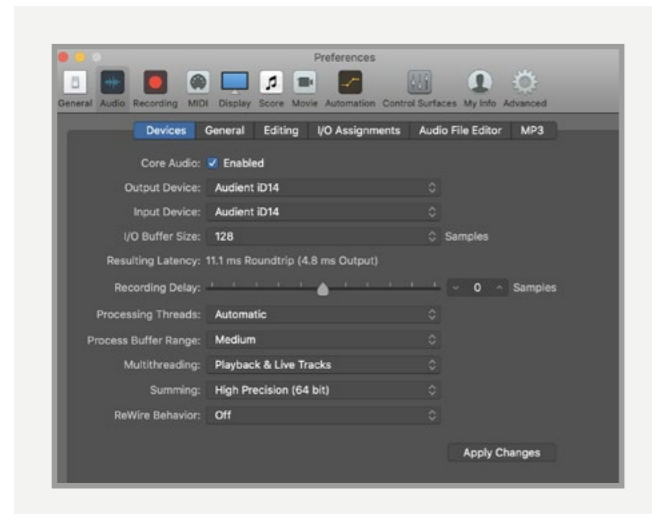 Preferences
General Audio Recording MIDI Display Score Movie Automation Control Surfaces My Info Advanced
Devices General Editing I/O Assignments Audio File Editor MP3
Core Audio: Enabled
Output Device: Audient iD14
Input Device: Audient iD14
I/O Buffer Size: 128 Samples
Resulting Latency: 11.1 ms Roundtrip (4.8 ms Output)
Recording Delay: 0 Samples
Processing Threads: Automatic
Process Buffer Range: Medium
Multithreading: Playback & Live Tracks
Summing: High Precision (64 bit)
ReWire Behavior: Off
Apply Changes